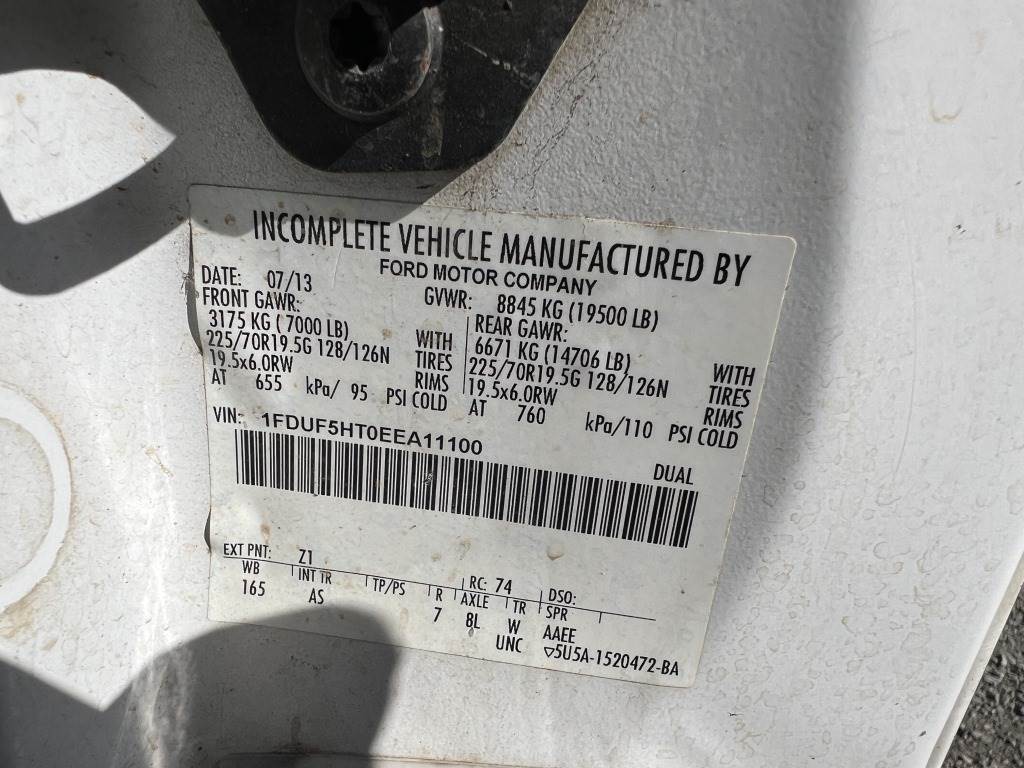 INCOMPLETE VEHICLE MANUFACTURED BY
FORD MOTOR COMPANY
DATE: 07/13 GVWR: 8845 KG (19500 LB)
FRONT GAWR: REAR GAWR:
3175 KG ( 7000 LB) WITH 6671 KG (14706 LB) WITH
225/70R19.5G 128/126N TIRES 225/70R19.5G 128/126N TIRES
19.5x6.0RW RIMS 19.5x6.0RW RIMS
AT 655 kPa/ 95 PSI COLD AT 760 kPa/110 PSI COLD
VIN: 1FDUF5HT0EEA11100
DUAL
EXT PNT: Z1 RC: 74 DSO:
WB INT TR TP/PS R AXLE TR SPR
165 AS 7 8L W AAEE
UNC ▽5U5A-1520472-BA